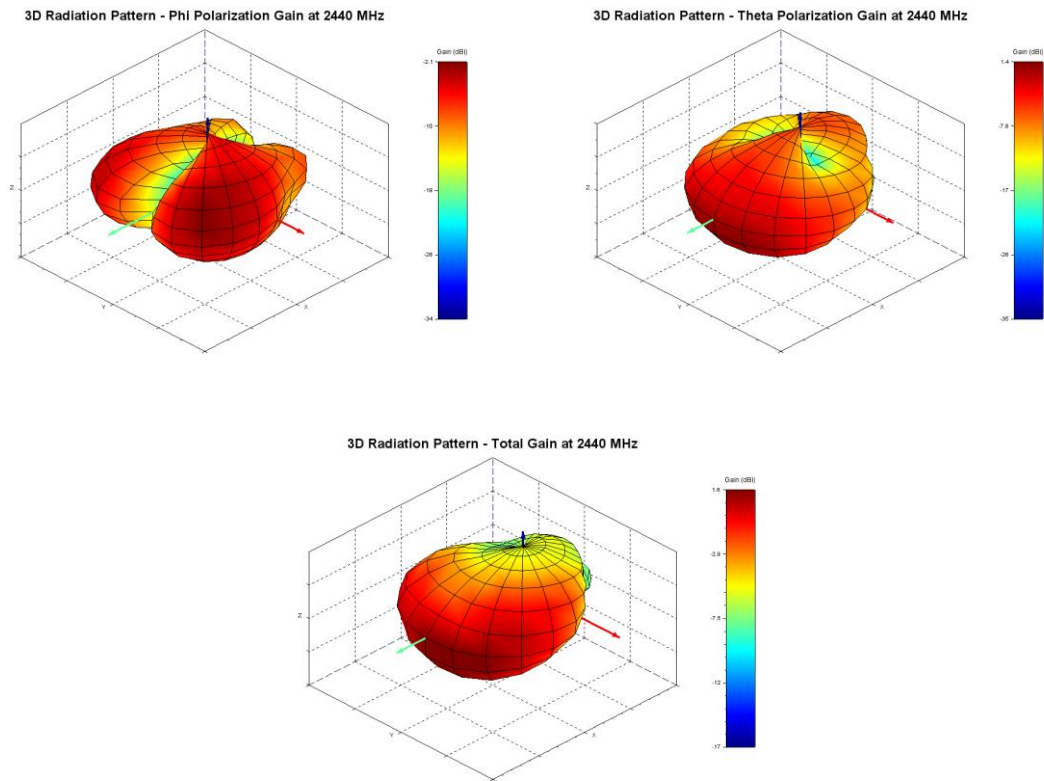 3D Radiation Pattern - Phi Polarization Gain at 2440 MHz
Gain (dBi)
-2.1
-10
-18
-26
-34
Z
Y
X
3D Radiation Pattern - Theta Polarization Gain at 2440 MHz
Gain (dBi)
1.4
-7.9
-17
-26
-36
Z
Y
X
3D Radiation Pattern - Total Gain at 2440 MHz
Gain (dBi)
1.8
-2.9
-7.5
-12
-17
Z
Y
X